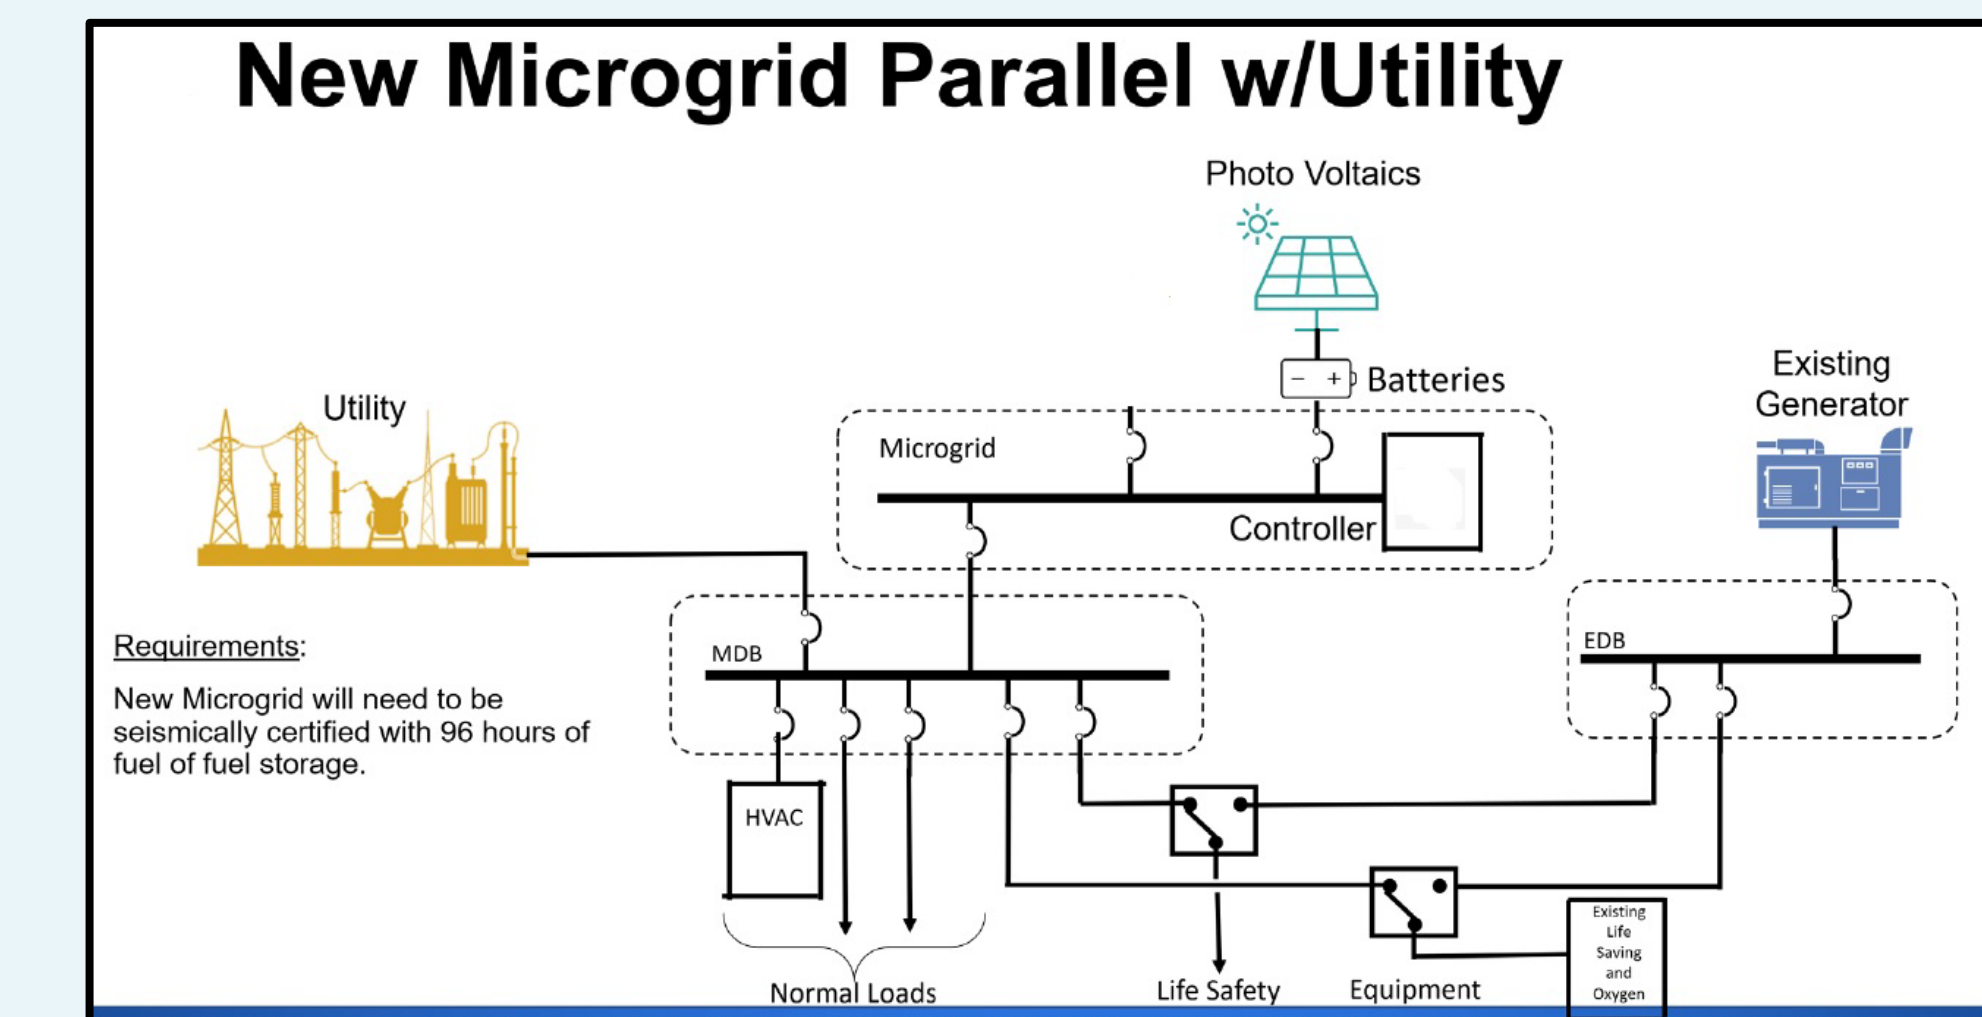 New Microgrid Parallel w/Utility
Photo Voltaics
− +
Batteries
Existing
Generator
Utility
Microgrid
Controller
Requirements:
New Microgrid will need to be
seismically certified with 96 hours of
fuel of fuel storage.
MDB
EDB
HVAC
Existing
Life
Saving
and
Oxygen
Normal Loads
Life Safety
Equipment